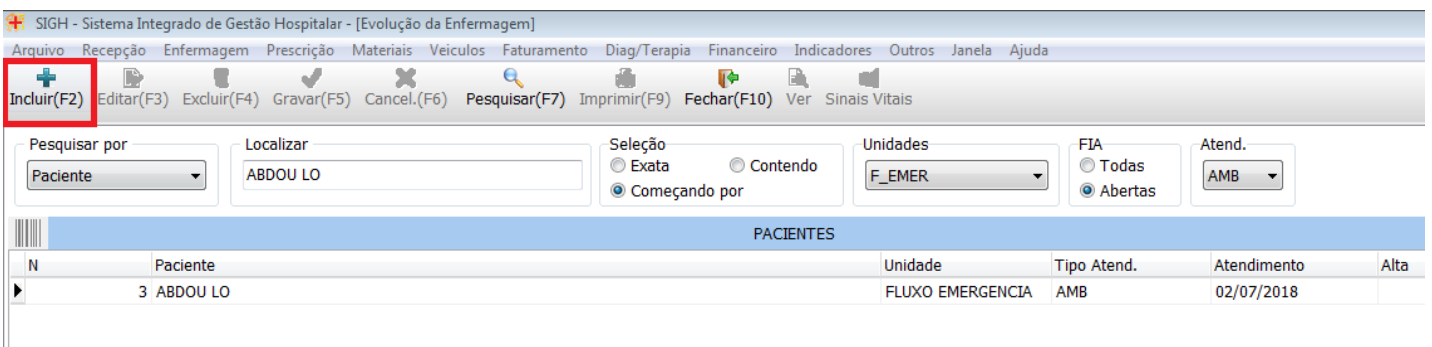 SIGH - Sistema Integrado de Gestão Hospitalar - [Evolução da Enfermagem]
Arquivo Recepção Enfermagem Prescrição Materiais Veiculos Faturamento Diag/Terapia Financeiro Indicadores Outros Janela Ajuda
Incluir(F2) Editar(F3) Excluir(F4) Gravar(F5) Cancel.(F6) Pesquisar(F7) Imprimir(F9) Fechar(F10) Ver Sinais Vitais
Pesquisar por Localizar Seleção Unidades FIA Atend.
Exata Contendo Todas
Paciente ABDOU LO F_EMER AMB
Começando por Abertas
PACIENTES
N Paciente Unidade Tipo Atend. Atendimento Alta
3 ABDOU LO FLUXO EMERGENCIA AMB 02/07/2018